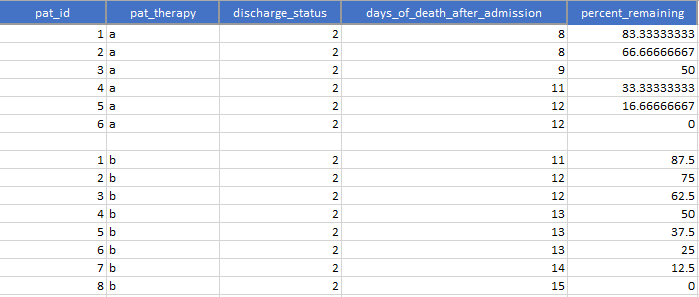 pat_id pat_therapy discharge_status days_of_death_after_admission percent_remaining
1 a 2 8 83.33333333
2 a 2 8 66.66666667
3 a 2 9 50
4 a 2 11 33.33333333
5 a 2 12 16.66666667
6 a 2 12 0
1 b 2 11 87.5
2 b 2 12 75
3 b 2 12 62.5
4 b 2 13 50
5 b 2 13 37.5
6 b 2 13 25
7 b 2 14 12.5
8 b 2 15 0